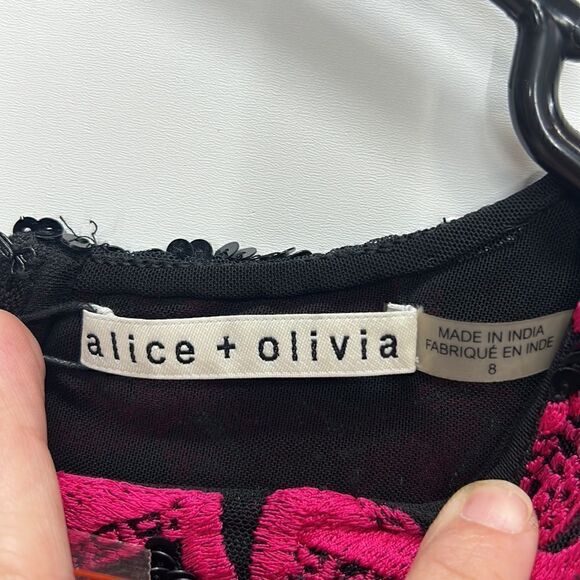 alice + olivia
MADE IN INDIA
FABRIQUÉ EN INDE
8